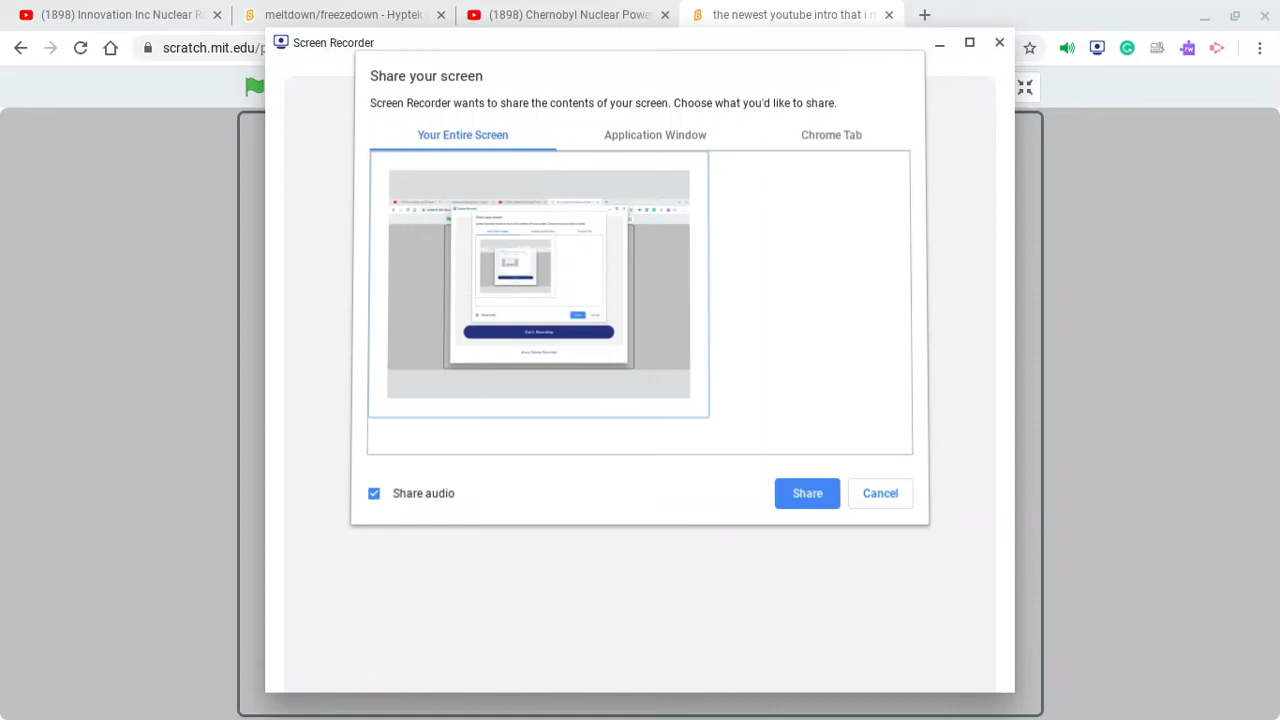 (1898) Innovation Inc Nuclear R
meltdown/freezedown - Hyptek
(1898) Chernobyl Nuclear Powe
the newest youtube intro that i m
scratch.mit.edu/p
Screen Recorder
Share your screen
Screen Recorder wants to share the contents of your screen. Choose what you'd like to share.
Your Entire Screen
Application Window
Chrome Tab
Start Recording
Share audio
Share
Cancel